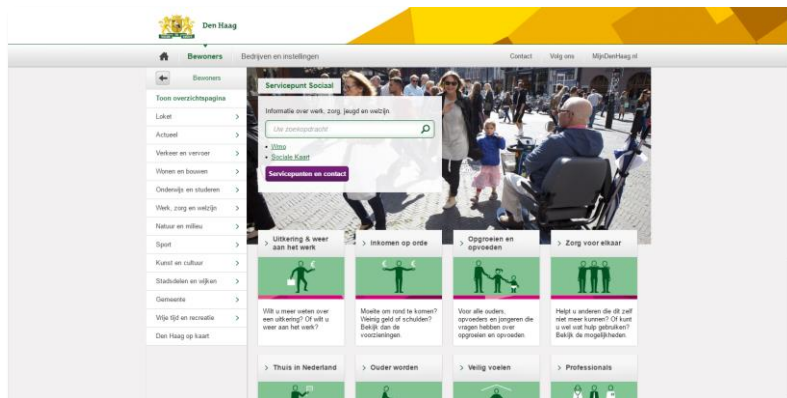 Den Haag
Bewoners
Bedrijven en instellingen
Contact
Volg ons
MijnDenHaag.nl
Bewoners
Toon overzichtspagina
Loket
Actueel
Verkeer en vervoer
Wonen en bouwen
Onderwijs en studeren
Werk, zorg en welzijn
Natuur en milieu
Sport
Kunst en cultuur
Stadsdelen en wijken
Gemeente
Vrije tijd en recreatie
Den Haag op kaart
Servicepunt Sociaal
Informatie over werk, zorg, jeugd en welzijn.
Uw zoekopdracht
Wmo
Sociale Kaart
Servicepunten en contact
Uitkering & weer
aan het werk
Wilt u meer weten over
een uitkering? Of wilt u
weer aan het werk?
Inkomen op orde
Moeite om rond te komen?
Weinig geld of schulden?
Bekijk dan de
voorzieningen.
Opgroeien en
opvoeden
Voor alle ouders,
opvoeders en jongeren die
vragen hebben over
opgroeien en opvoeden.
Zorg voor elkaar
Helpt u anderen die dit zelf
niet meer kunnen? Of kunt
u wel wat hulp gebruiken?
Bekijk de mogelijkheden.
Thuis in Nederland
Ouder worden
Veilig voelen
Professionals